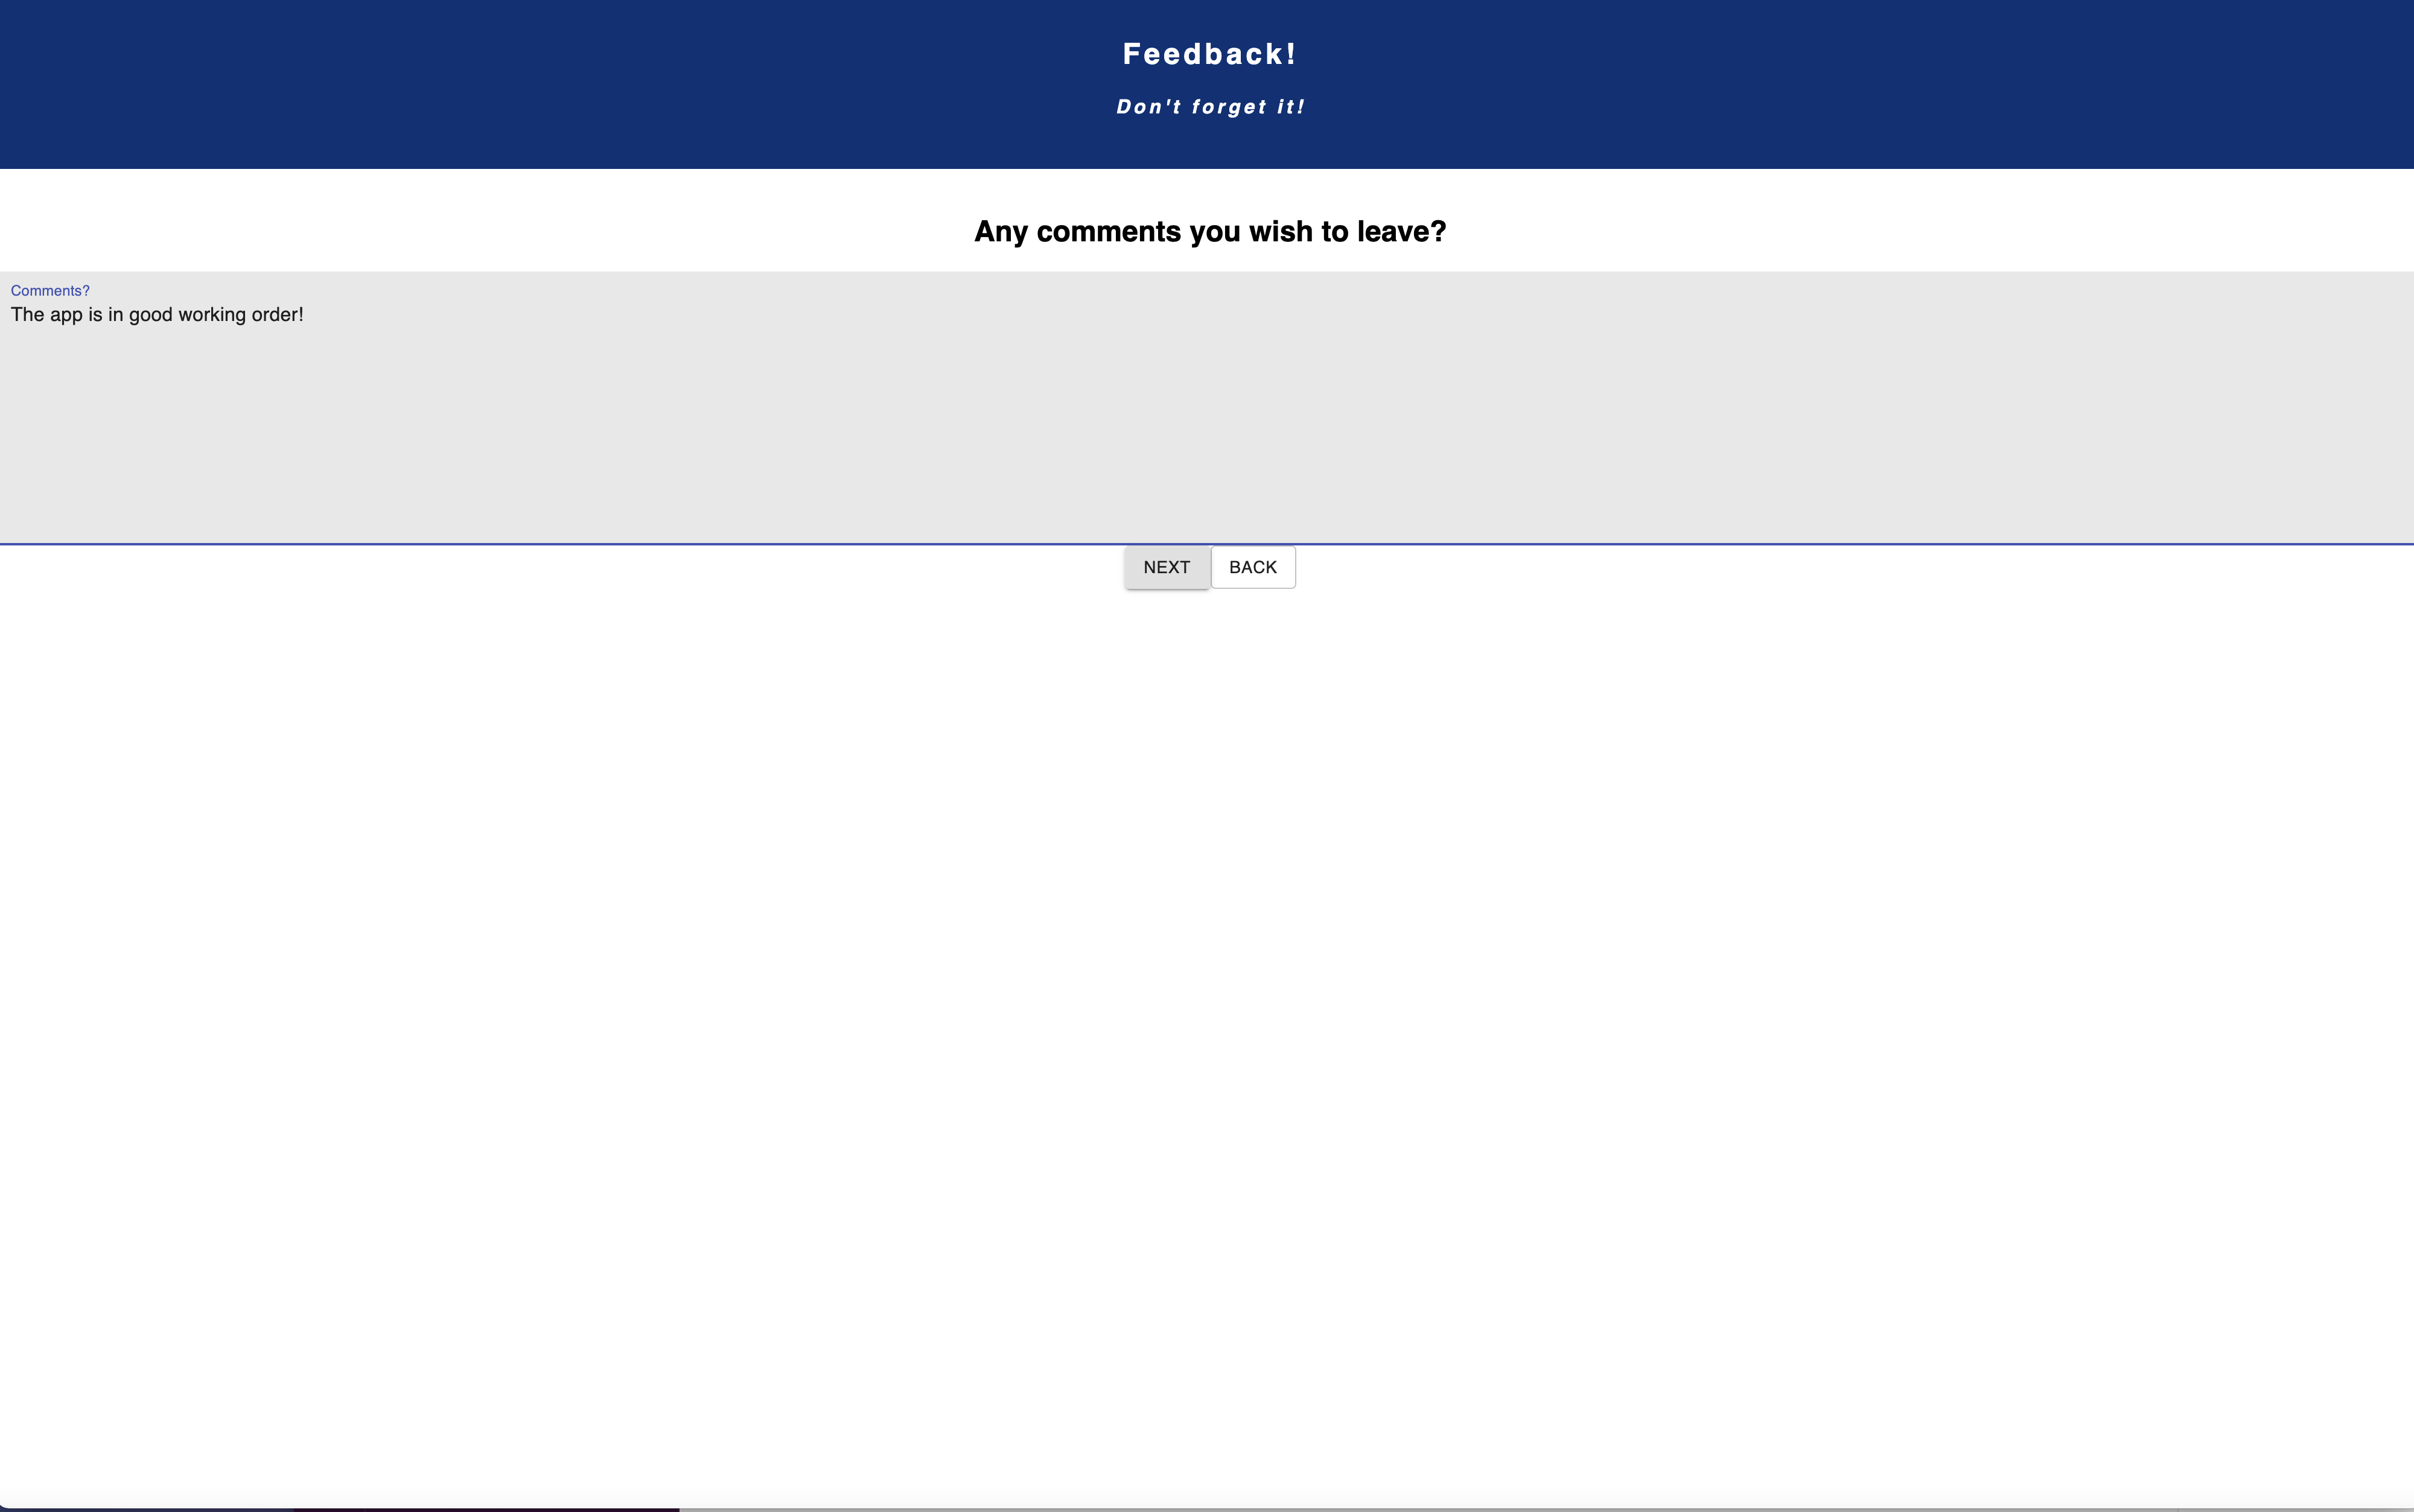 Feedback!
Don't forget it!
Any comments you wish to leave?
Comments?
The app is in good working order!
NEXT BACK